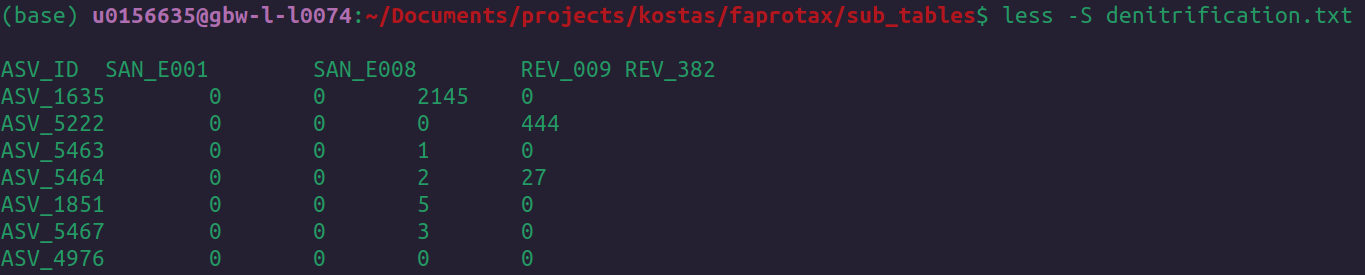 (base) u0156635@gbw-l-l0074:~/Documents/projects/kostas/faprotax/sub_tables$ less -S denitrification.txt
ASV_ID SAN_E001 SAN_E008 REV_009 REV_382
ASV_1635 0 0 2145 0
ASV_5222 0 0 0 444
ASV_5463 0 0 1 0
ASV_5464 0 0 2 27
ASV_1851 0 0 5 0
ASV_5467 0 0 3 0
ASV_4976 0 0 0 0